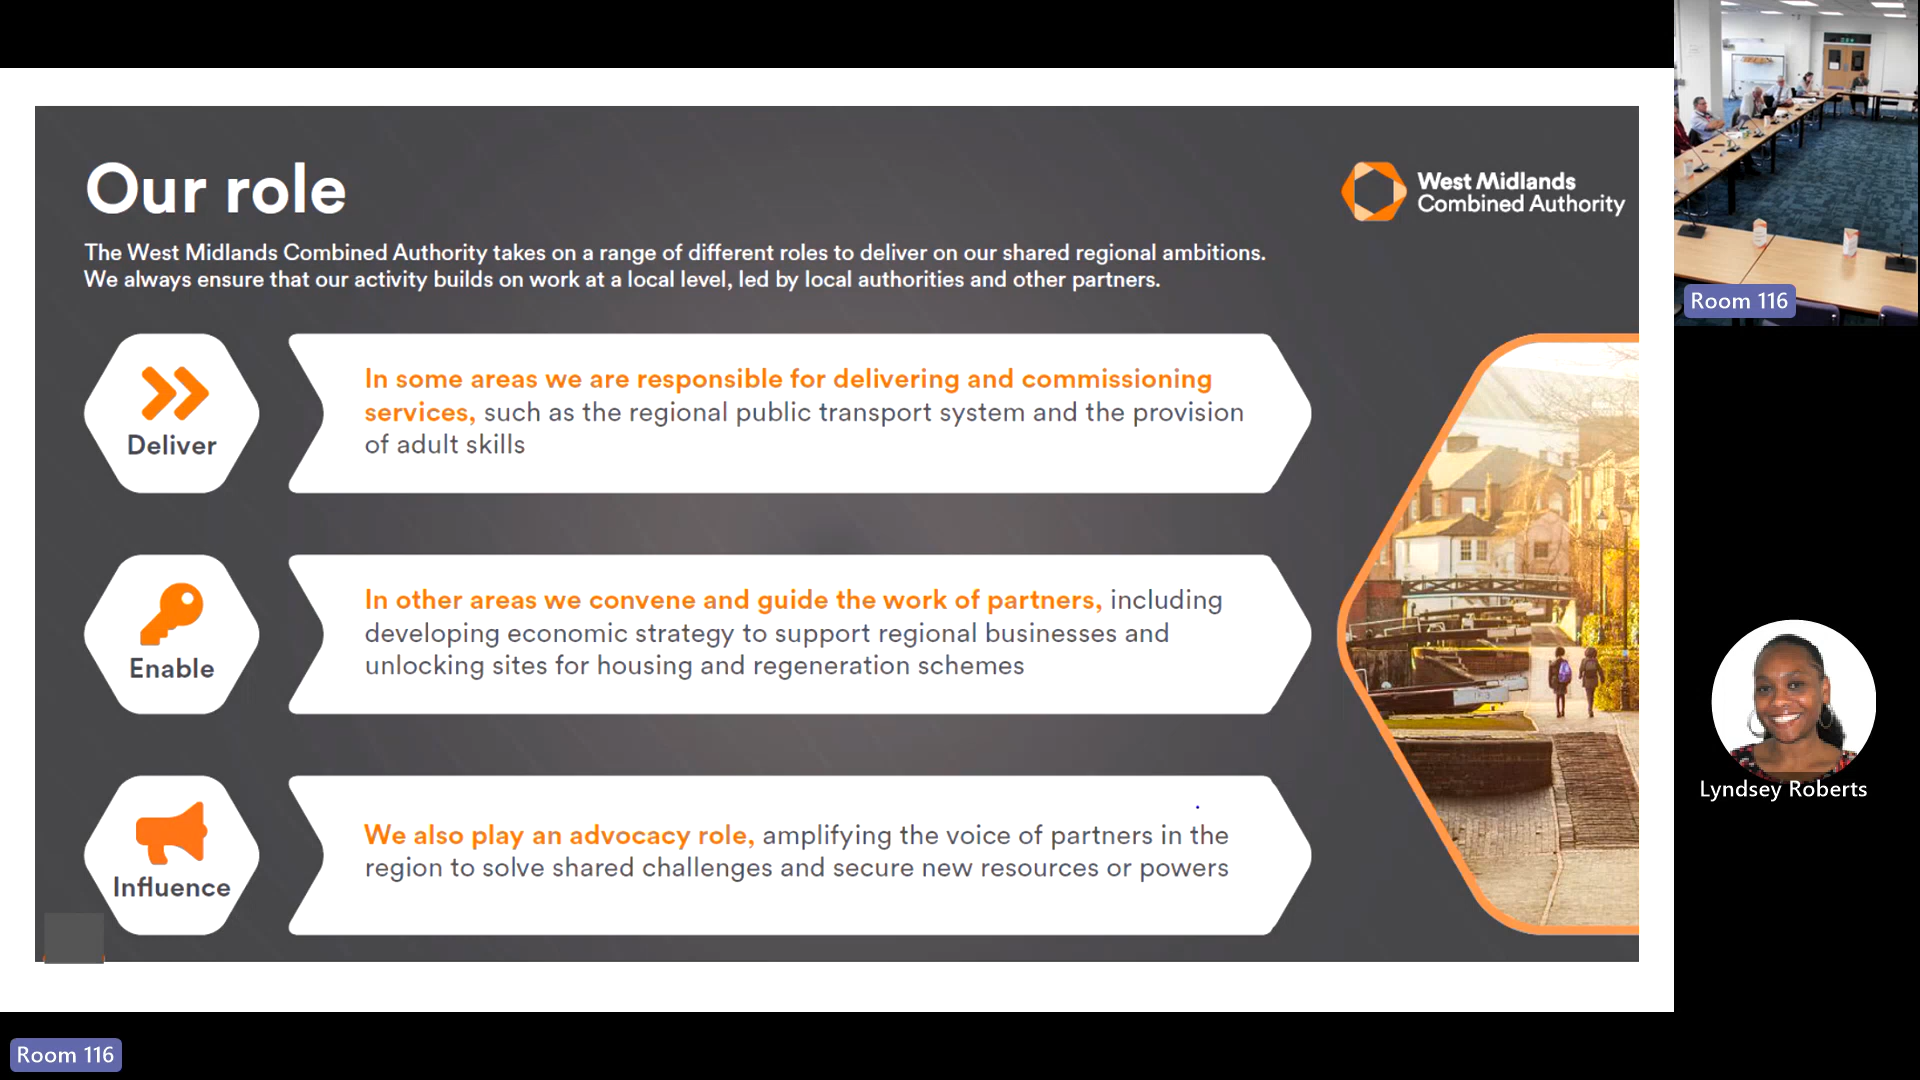 Our role
West Midlands
Combined Authority
The West Midlands Combined Authority takes on a range of different roles to deliver on our shared regional ambitions.
We always ensure that our activity builds on work at a local level, led by local authorities and other partners.
Deliver
In some areas we are responsible for delivering and commissioning
services, such as the regional public transport system and the provision
of adult skills
Enable
In other areas we convene and guide the work of partners, including
developing economic strategy to support regional businesses and
unlocking sites for housing and regeneration schemes
Influence
We also play an advocacy role, amplifying the voice of partners in the
region to solve shared challenges and secure new resources or powers
Room 116
Lyndsey Roberts
Room 116